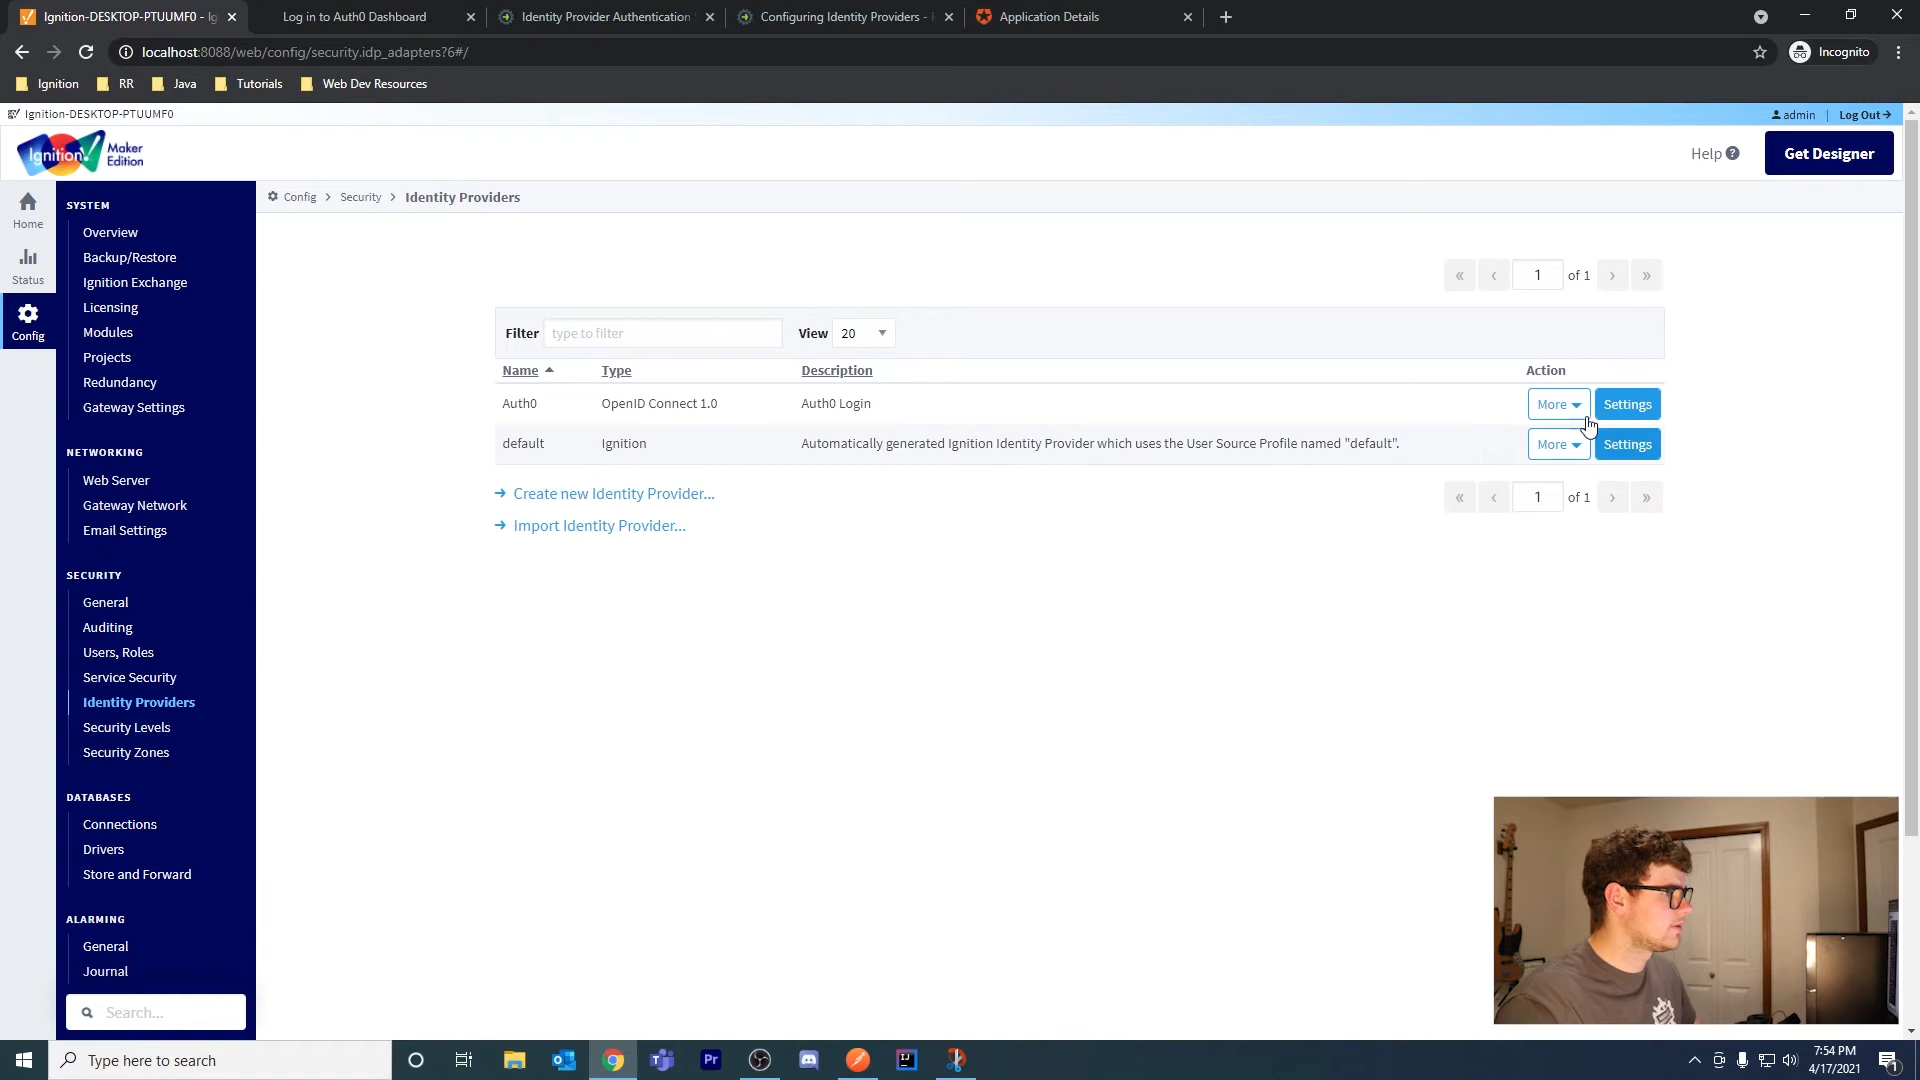 Ignition-DESKTOP-PTUUMF0 - Ig
Log in to Auth0 Dashboard
Identity Provider Authentication
Configuring Identity Providers -
Application Details
localhost:8088/web/config/security.idp_adapters?6#/
Incognito
Ignition
RR
Java
Tutorials
Web Dev Resources
Ignition-DESKTOP-PTUUMF0
admin | Log Out
Ignition!
Maker
Edition
Help ?
Get Designer
Home
Status
Config
SYSTEM
Overview
Backup/Restore
Ignition Exchange
Licensing
Modules
Projects
Redundancy
Gateway Settings
NETWORKING
Web Server
Gateway Network
Email Settings
SECURITY
General
Auditing
Users, Roles
Service Security
Identity Providers
Security Levels
Security Zones
DATABASES
Connections
Drivers
Store and Forward
ALARMING
General
Journal
Search...
Config > Security > Identity Providers
« ‹ 1 of 1 › »
Filter type to filter View 20
Name Type Description Action
Auth0 OpenID Connect 1.0 Auth0 Login More Settings
default Ignition Automatically generated Ignition Identity Provider which uses the User Source Profile named "default". More Settings
→ Create new Identity Provider...
→ Import Identity Provider...
« ‹ 1 of 1 › »
Type here to search
Pr
IJ
7:54 PM
4/17/2021
1